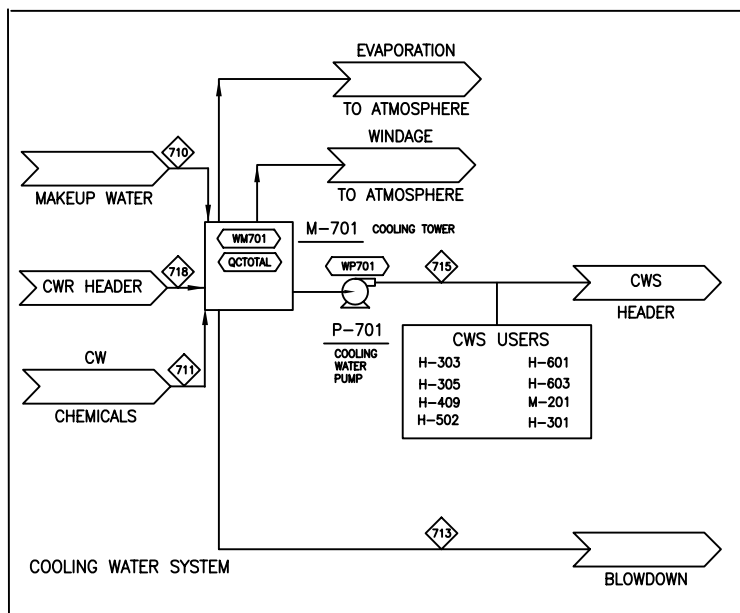 EVAPORATION
TO ATMOSPHERE
WINDAGE
TO ATMOSPHERE
710
MAKEUP WATER
M-701 COOLING TOWER
WM701
QCTOTAL
718
CWR HEADER
WP701
715
CWS
HEADER
P-701
COOLING
WATER
PUMP
CW
711
CHEMICALS
CWS USERS
H-303 H-601
H-305 H-603
H-409 M-201
H-502 H-301
713
COOLING WATER SYSTEM
BLOWDOWN